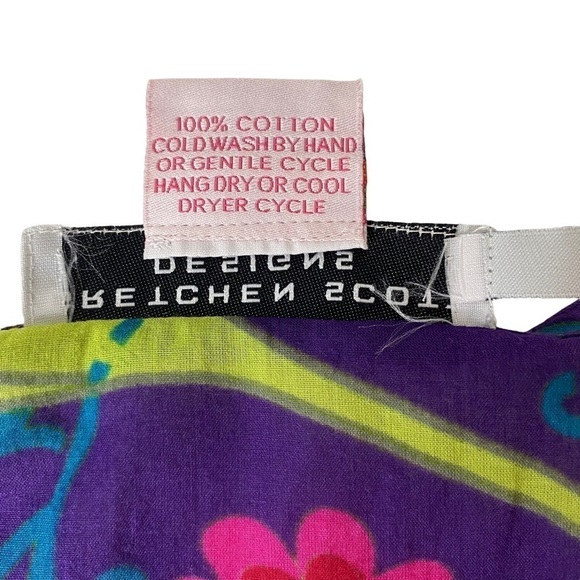 100% COTTON
COLD WASH BY HAND
OR GENTLE CYCLE
HANG DRY OR COOL
DRYER CYCLE
RETCHEN SCOT
DESIGNS